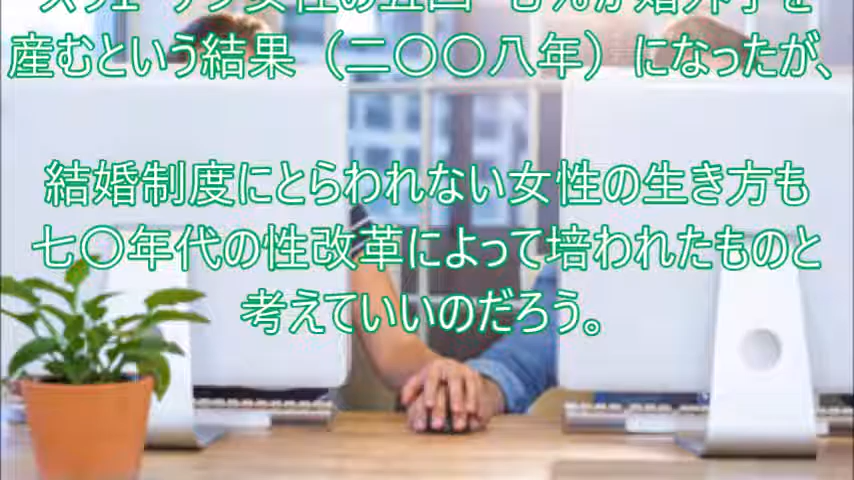 産むという結果（二〇〇八年）になったが、
結婚制度にとらわれない女性の生き方も
七〇年代の性改革によって培われたものと
考えていいのだろう。